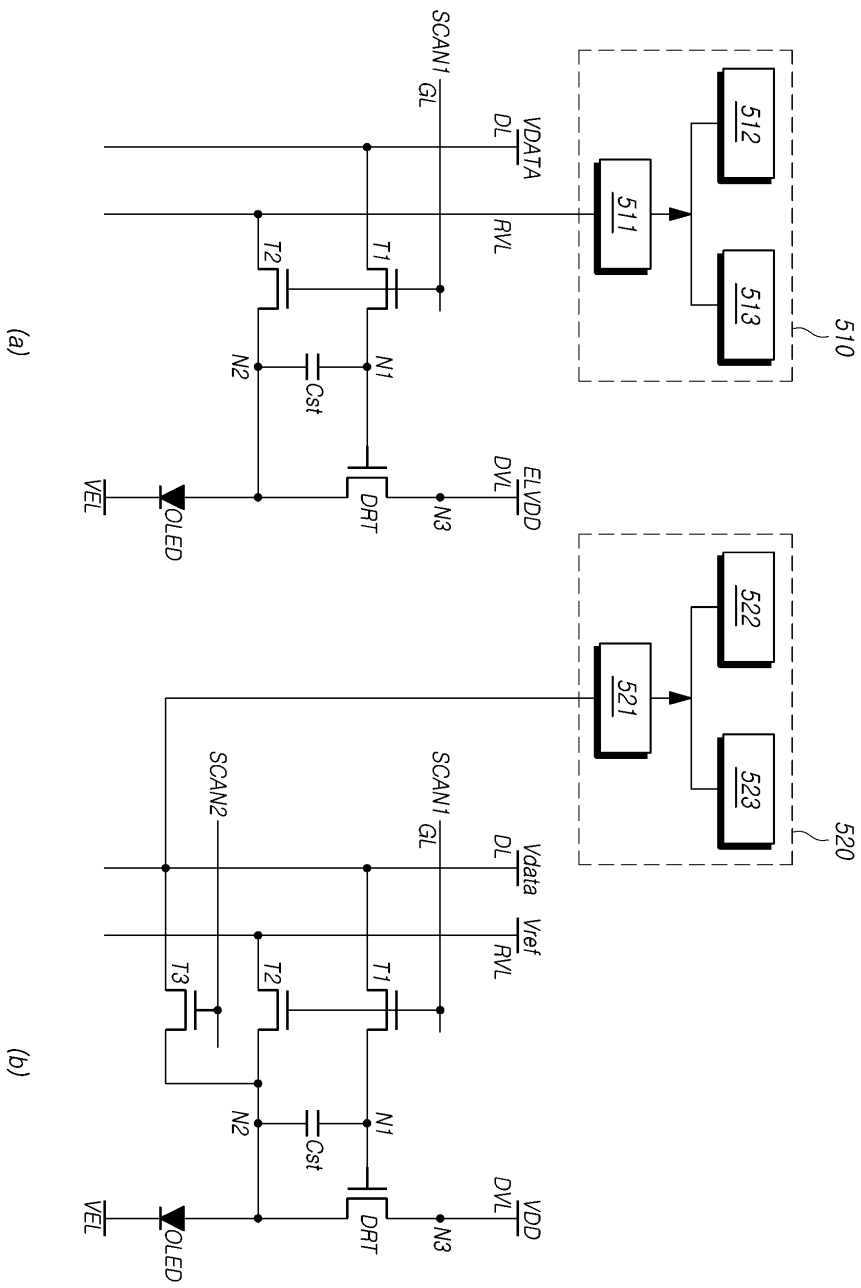 510
512
513
511
SCAN1
GL
VDATA
DL
RVL
ELVDD
DVL
T1
T2
N1
N2
N3
Cst
DRT
OLED
VEL
(a)
520
522
523
521
SCAN1
GL
SCAN2
Vdata
DL
Vref
RVL
VDD
DVL
T1
T2
T3
N1
N2
N3
Cst
DRT
OLED
VEL
(b)